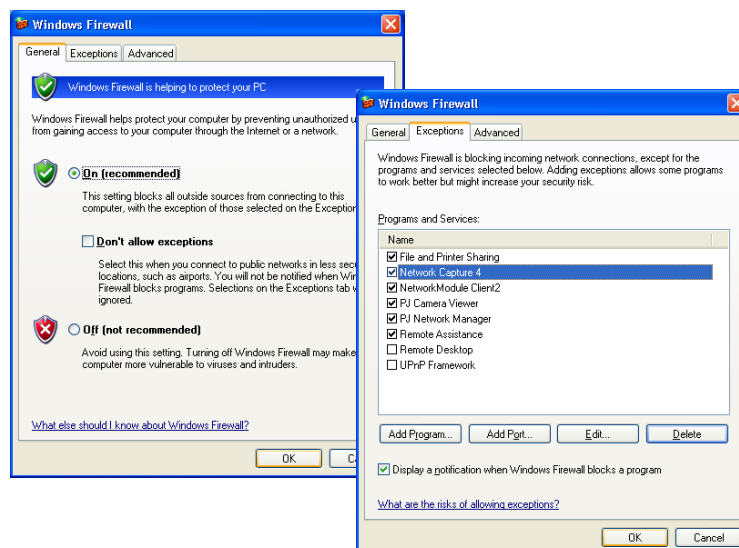 Windows Firewall
General Exceptions Advanced
Windows Firewall is helping to protect your PC
Windows Firewall helps protect your computer by preventing unauthorized
from gaining access to your computer through the Internet or a network.
On (recommended)
This setting blocks all outside sources from connecting to this
computer, with the exception of those selected on the
Don't allow exceptions
Select this when you connect to public networks in less
locations, such as airports. You will not be notified when
Firewall blocks programs. Selections on the Exceptions tab
ignored.
Off (not recommended)
Avoid using this setting. Turning off Windows Firewall may make
computer more vulnerable to viruses and intruders.
What else should I know about Windows Firewall?
OK
Windows Firewall
General Exceptions Advanced
Windows Firewall is blocking incoming network connections, except for the
programs and services selected below. Adding exceptions allows some programs
to work better but might increase your security risk.
Programs and Services:
Name
File and Printer Sharing
Network Capture 4
NetworkModule Client2
PJ Camera Viewer
PJ Network Manager
Remote Assistance
Remote Desktop
UPnP Framework
Add Program... Add Port... Edit... Delete
Display a notification when Windows Firewall blocks a program
What are the risks of allowing exceptions?
OK Cancel